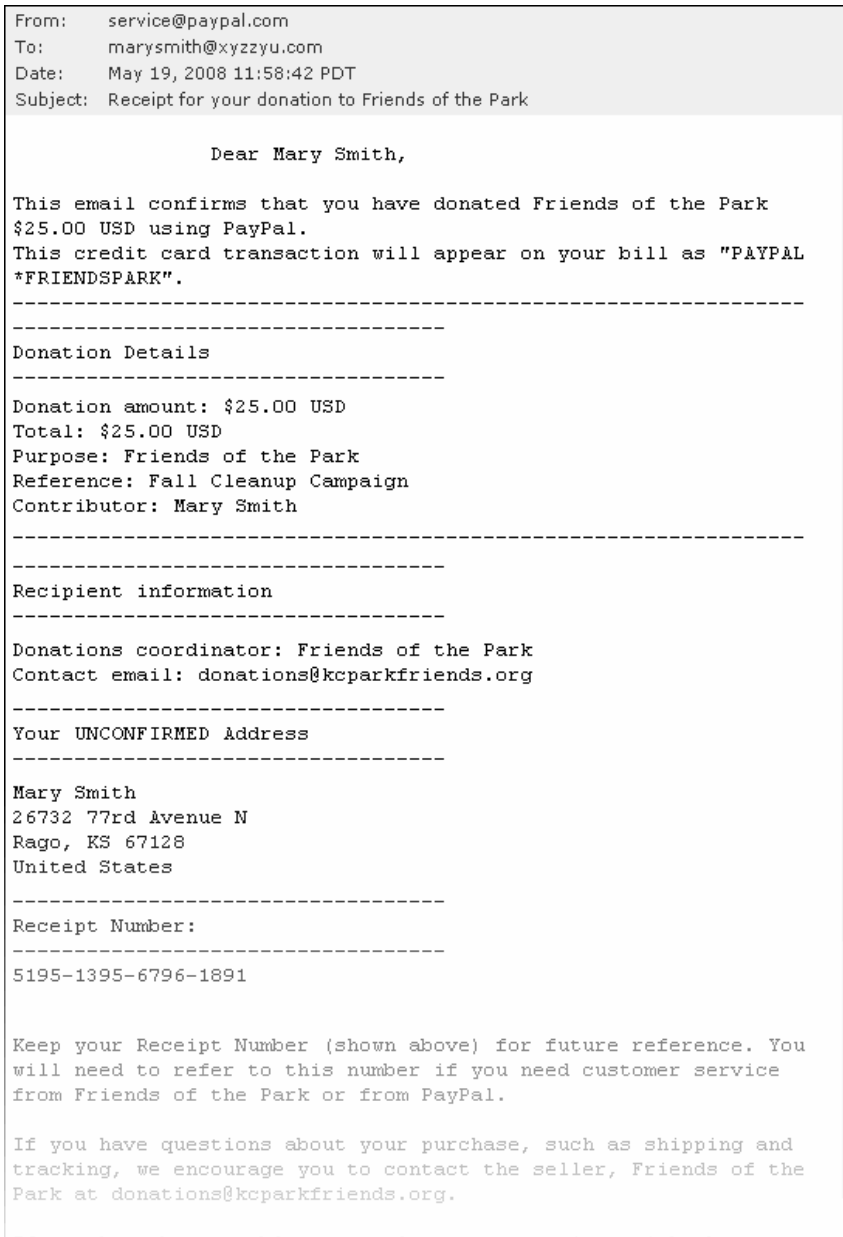 From: service@paypal.com
To: marysmith@xyzzyu.com
Date: May 19, 2008 11:58:42 PDT
Subject: Receipt for your donation to Friends of the Park
Dear Mary Smith,
This email confirms that you have donated Friends of the Park
$25.00 USD using PayPal.
This credit card transaction will appear on your bill as "PAYPAL
*FRIENDSPARK".
----------------------------------------------------------------
-----------------------------------
Donation Details
-----------------------------------
Donation amount: $25.00 USD
Total: $25.00 USD
Purpose: Friends of the Park
Reference: Fall Cleanup Campaign
Contributor: Mary Smith
----------------------------------------------------------------
-----------------------------------
Recipient information
-----------------------------------
Donations coordinator: Friends of the Park
Contact email: donations@kcparkfriends.org
-----------------------------------
Your UNCONFIRMED Address
-----------------------------------
Mary Smith
26732 77rd Avenue N
Rago, KS 67128
United States
-----------------------------------
Receipt Number:
-----------------------------------
5195-1395-6796-1891
Keep your Receipt Number (shown above) for future reference. You
will need to refer to this number if you need customer service
from Friends of the Park or from PayPal.
If you have questions about your purchase, such as shipping and
tracking, we encourage you to contact the seller, Friends of the
Park at donations@kcparkfriends.org.